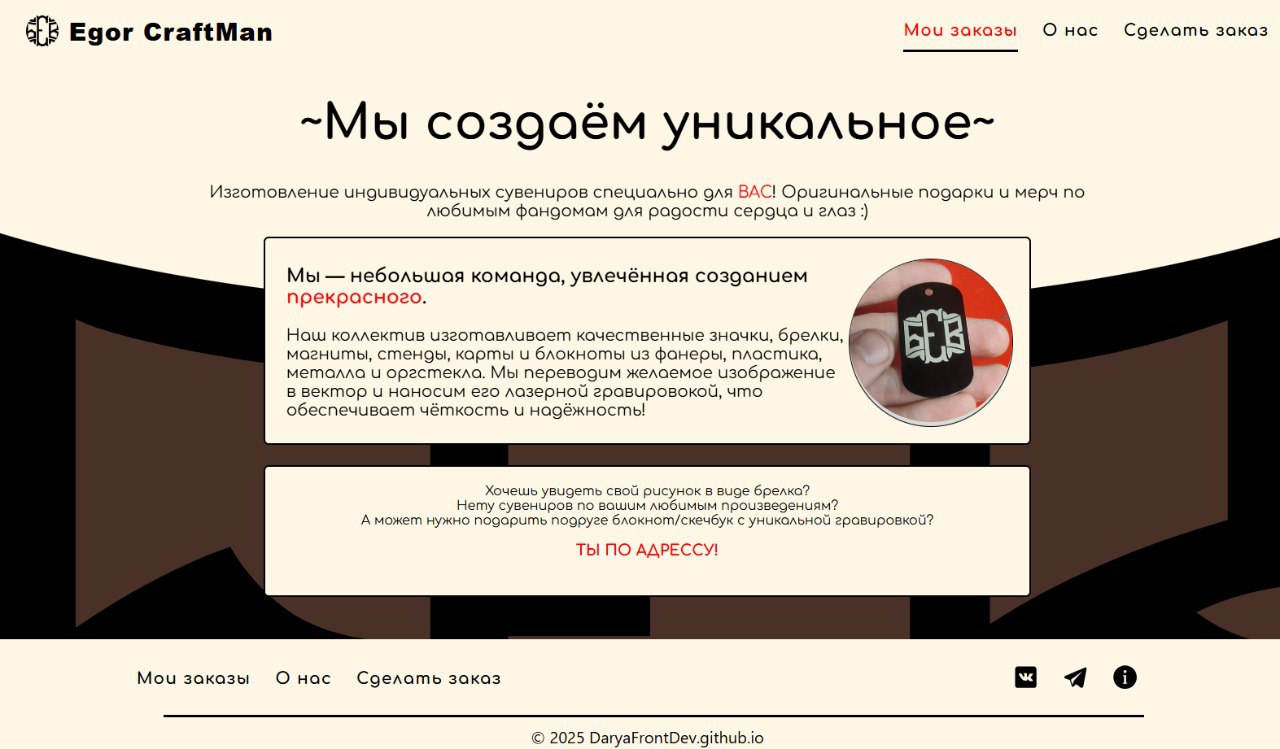 Egor CraftMan
Мои заказы О нас Сделать заказ
~Мы создаём уникальное~
Изготовление индивидуальных сувениров специально для ВАС! Оригинальные подарки и мерч по
любимым фандомам для радости сердца и глаз :)
Мы — небольшая команда, увлечённая созданием
прекрасного.
Наш коллектив изготавливает качественные значки, брелки,
магниты, стенды, карты и блокноты из фанеры, пластика,
металла и оргстекла. Мы переводим желаемое изображение
в вектор и наносим его лазерной гравировокой, что
обеспечивает чёткость и надёжность!
БЕВ
Хочешь увидеть свой рисунок в виде брелка?
Нету сувениров по вашим любимым произведениям?
А может нужно подарить подруге блокнот/скечбук с уникальной гравировкой?
ТЫ ПО АДРЕССУ!
Мои заказы О нас Сделать заказ
© 2025 DaryaFrontDev.github.io